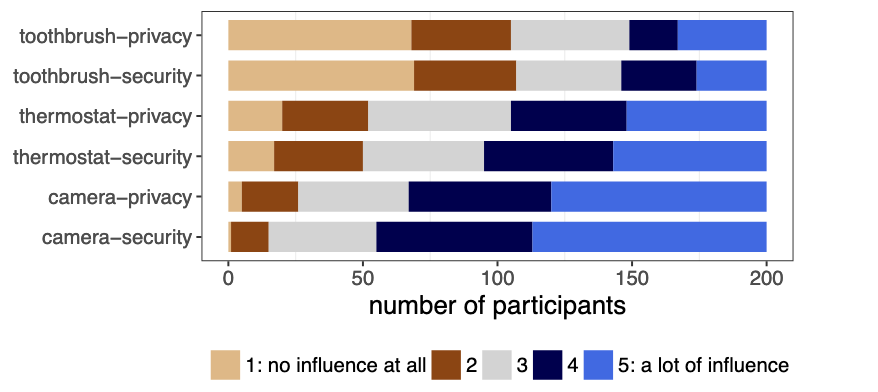 toothbrush–privacy
toothbrush–security
thermostat–privacy
thermostat–security
camera–privacy
camera–security
0 50 100 150 200
number of participants
1: no influence at all 2 3 4 5: a lot of influence